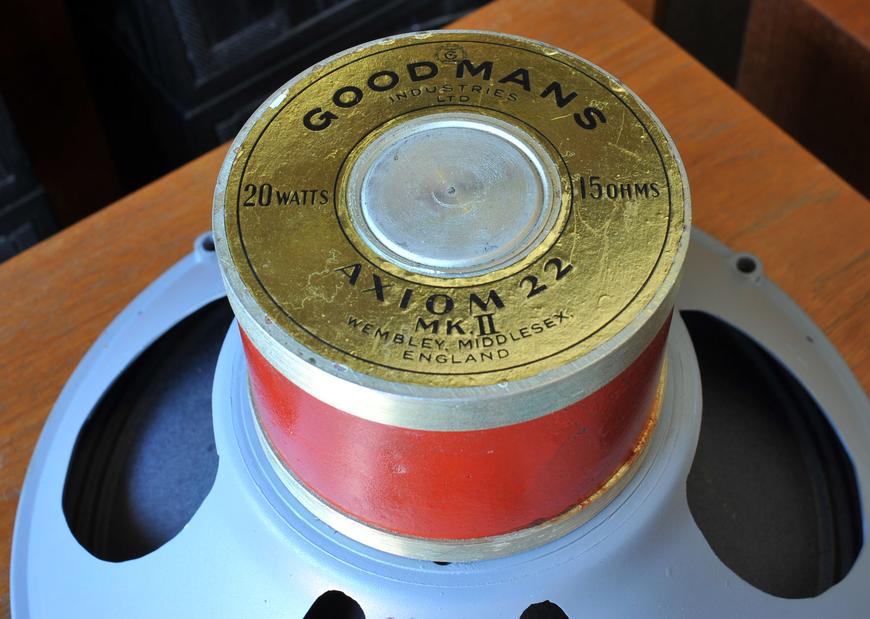 GOODMANS
INDUSTRIES
LTD
20 WATTS
15 OHMS
AXIOM 22
MK. II
WEMBLEY, MIDDLESEX.
ENGLAND